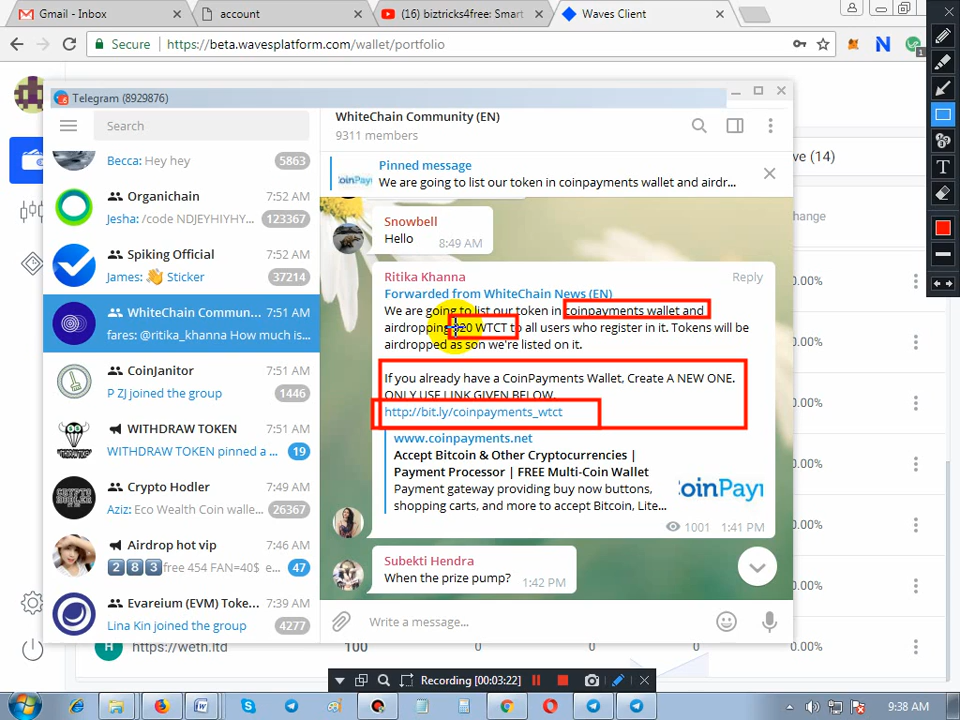 Gmail - Inbox
account
(16) biztricks4free: Smart
Waves Client
Secure
https://beta.wavesplatform.com/wallet/portfolio
Telegram (8929876)
Search
Becca: Hey hey
5863
Organichain
7:52 AM
Jesha: /code NDJEYHIYHY...
123367
Spiking Official
7:52 AM
James: 👋 Sticker
37214
WhiteChain Commun...
7:51 AM
fares: @ritika_khanna How much is...
CoinJanitor
7:51 AM
P ZJ joined the group
1446
WITHDRAW TOKEN
7:51 AM
WITHDRAW TOKEN pinned a ...
19
Crypto Hodler
7:49 AM
Aziz: Eco Wealth Coin walle...
26367
Airdrop hot vip
7:46 AM
2 8 3 free 454 FAN=40$ e...
47
Evareium (EVM) Toke...
7:39 AM
Lina Kin joined the group
4277
WhiteChain Community (EN)
9311 members
Pinned message
We are going to list our token in coinpayments wallet and airdr...
Snowbell
Hello
8:49 AM
Ritika Khanna
Reply
Forwarded from WhiteChain News (EN)
We are going to list our token in coinpayments wallet and
airdropping 20 WTCT to all users who register in it. Tokens will be
airdropped as son we're listed on it.
If you already have a CoinPayments Wallet, Create A NEW ONE.
ONLY USE LINK GIVEN BELOW.
http://bit.ly/coinpayments_wtct
www.coinpayments.net
Accept Bitcoin & Other Cryptocurrencies |
Payment Processor | FREE Multi-Coin Wallet
Payment gateway providing buy now buttons,
shopping carts, and more to accept Bitcoin, Lite...
oinPayr
1001
1:41 PM
Subekti Hendra
When the prize pump?
1:42 PM
Write a message...
ve (14)
hange
0.00%
0.00%
0.00%
0.00%
0.00%
0.00%
https://weth.ltd
100
0
0
0
0.00%
Recording [00:03:22]
9:38 AM